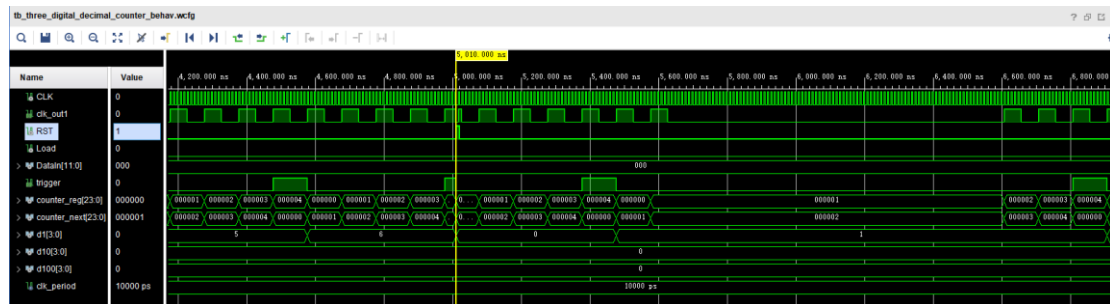 tb_three_digital_decimal_counter_behav.wcfg
5,010.000 ns
Name Value 4,200.000 ns 4,400.000 ns 4,600.000 ns 4,800.000 ns 5,000.000 ns 5,200.000 ns 5,400.000 ns 5,600.000 ns 5,800.000 ns 6,000.000 ns 6,200.000 ns 6,400.000 ns 6,600.000 ns 6,800.000
CLK 0
clk_out1 0
RST 1
Load 0
DataIn[11:0] 000 000
trigger 0
counter_reg[23:0] 000000 000001 000002 000003 000004 000000 000001 000002 000003 0... 000001 000002 000003 000004 000000 000001 000002 000003 000004
counter_next[23:0] 000001 000002 000003 000004 000000 000001 000002 000003 000004 000002 000003 000004 000000 000001 000002 000003 000004 000000
d1[3:0] 0 5 6 0 1
d10[3:0] 0 0
d100[3:0] 0 0
clk_period 10000 ps 10000 ps